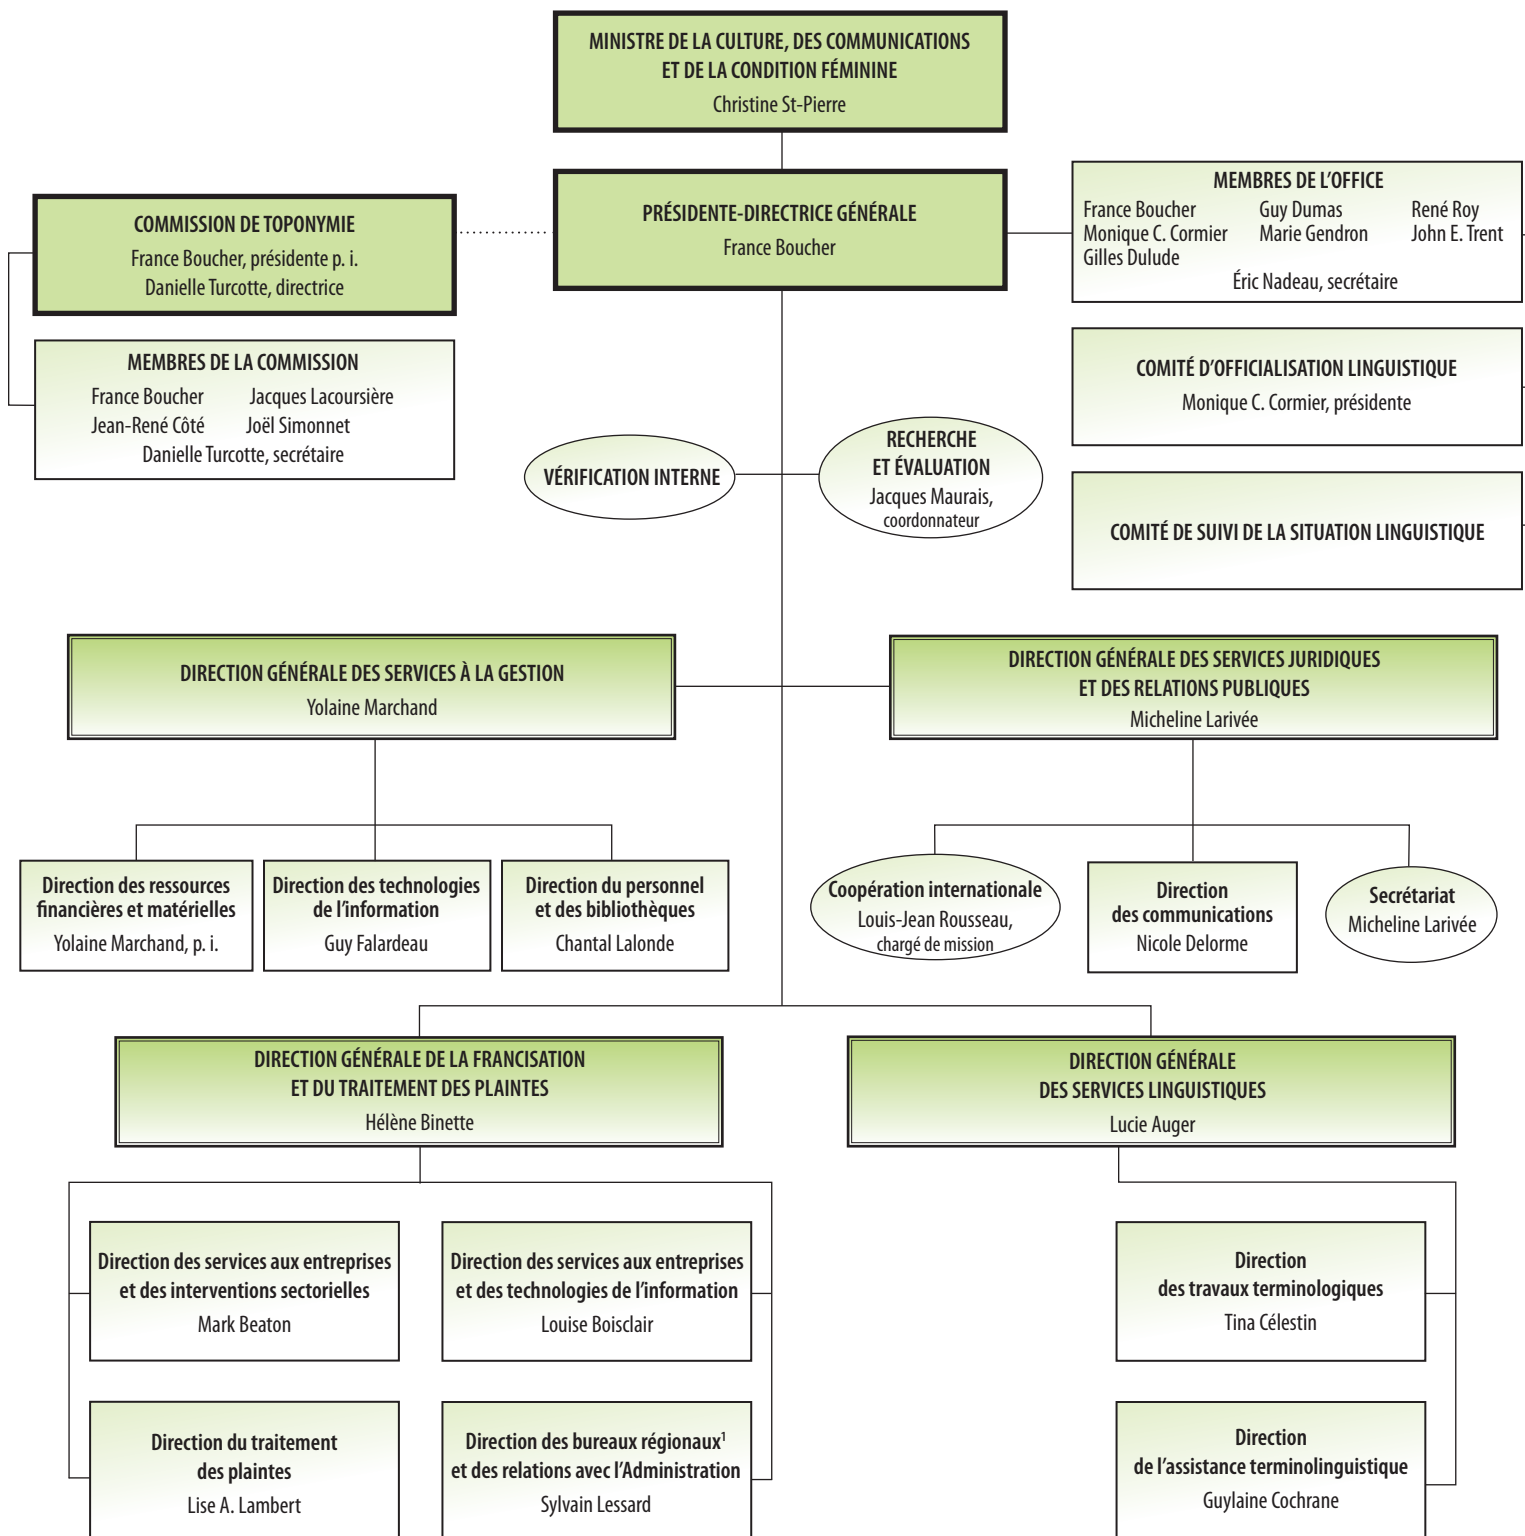 MINISTRE DE LA CULTURE, DES COMMUNICATIONS
ET DE LA CONDITION FÉMININE
Christine St-Pierre
PRÉSIDENTE-DIRECTRICE GÉNÉRALE
France Boucher
COMMISSION DE TOPONYMIE
France Boucher, présidente p. i.
Danielle Turcotte, directrice
MEMBRES DE LA COMMISSION
France Boucher Jacques Lacoursière
Jean-René Côté Joël Simonnet
Danielle Turcotte, secrétaire
MEMBRES DE L'OFFICE
France Boucher Guy Dumas René Roy
Monique C. Cormier Marie Gendron John E. Trent
Gilles Dulude
Éric Nadeau, secrétaire
COMITÉ D'OFFICIALISATION LINGUISTIQUE
Monique C. Cormier, présidente
COMITÉ DE SUIVI DE LA SITUATION LINGUISTIQUE
VÉRIFICATION INTERNE
RECHERCHE
ET ÉVALUATION
Jacques Maurais,
coordonnateur
DIRECTION GÉNÉRALE DES SERVICES À LA GESTION
Yolaine Marchand
DIRECTION GÉNÉRALE DES SERVICES JURIDIQUES
ET DES RELATIONS PUBLIQUES
Micheline Larivée
Direction des ressources
financières et matérielles
Yolaine Marchand, p. i.
Direction des technologies
de l'information
Guy Falardeau
Direction du personnel
et des bibliothèques
Chantal Lalonde
Coopération internationale
Louis-Jean Rousseau,
chargé de mission
Direction
des communications
Nicole Delorme
Secrétariat
Micheline Larivée
DIRECTION GÉNÉRALE DE LA FRANCISATION
ET DU TRAITEMENT DES PLAINTES
Hélène Binette
DIRECTION GÉNÉRALE
DES SERVICES LINGUISTIQUES
Lucie Auger
Direction des services aux entreprises
et des interventions sectorielles
Mark Beaton
Direction des services aux entreprises
et des technologies de l'information
Louise Boisclair
Direction
des travaux terminologiques
Tina Célestin
Direction du traitement
des plaintes
Lise A. Lambert
Direction des bureaux régionaux¹
et des relations avec l'Administration
Sylvain Lessard
Direction
de l'assistance terminolinguistique
Guylaine Cochrane